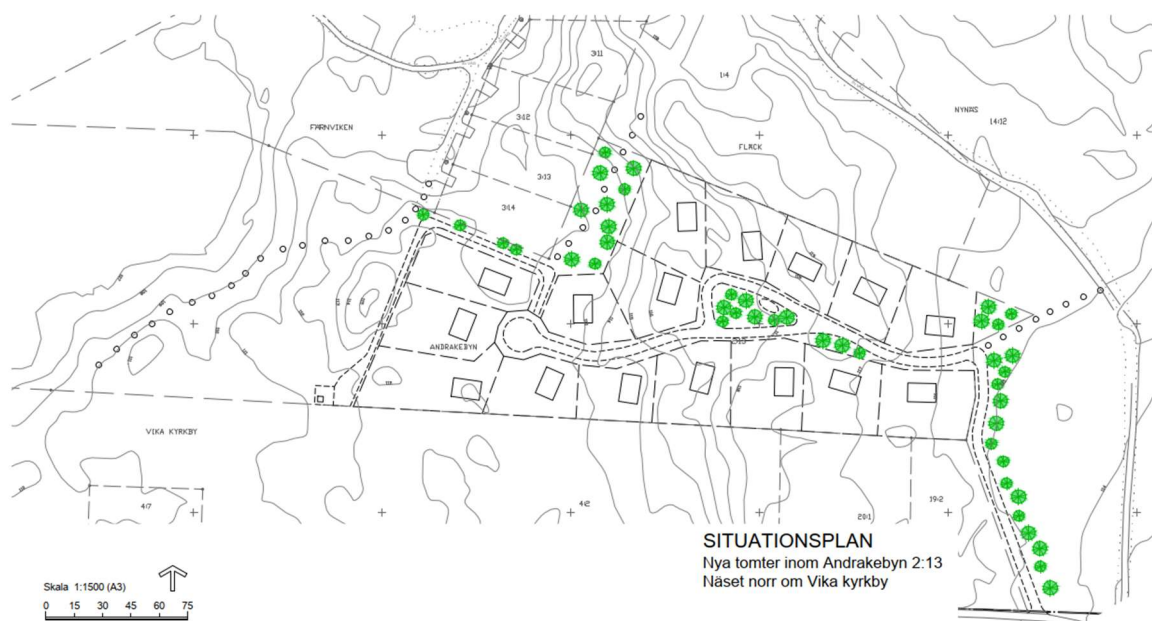 3:11
1:4
NYNÄS
14:12
3:12
FÄRNVIKEN
FLÄCK
3:13
3:14
ANDRAKEBYN
VIKA KYRKBY
4:7
4:2
20:1
19:2
SITUATIONSPLAN
Nya tomter inom Andrakebyn 2:13
Näset norr om Vika kyrkby
Skala 1:1500 (A3)
0 15 30 45 60 75